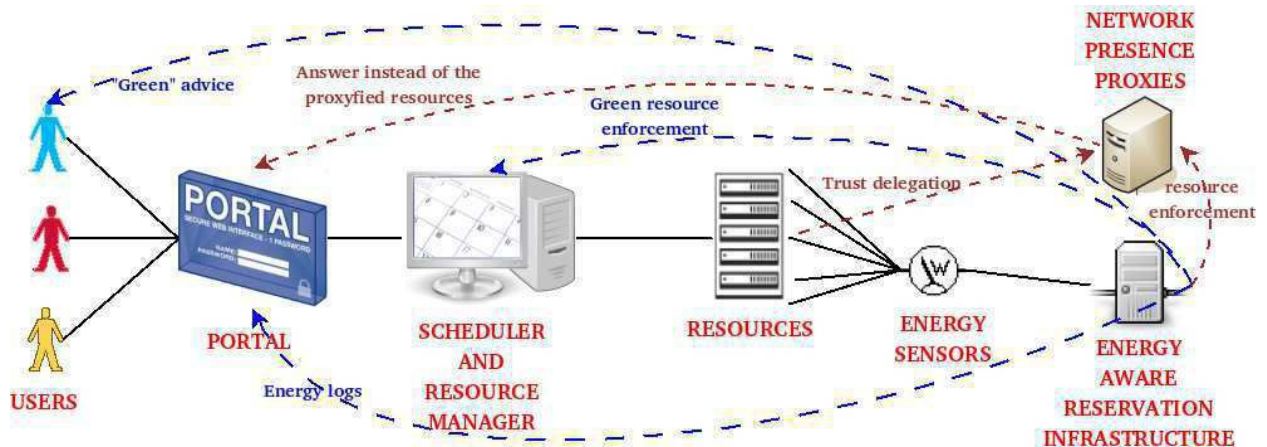 NETWORK
PRESENCE
PROXIES
"Green" advice
Answer instead of the
proxyfied resources
Green resource
enforcement
Trust delegation
resource
enforcement
PORTAL
SECURE WEB INTERFACE - 1 PASSWORD
NAME:
PASSWORD:
W
USERS
PORTAL
Energy logs
SCHEDULER
AND
RESOURCE
MANAGER
RESOURCES
ENERGY
SENSORS
ENERGY
AWARE
RESERVATION
INFRASTRUCTURE